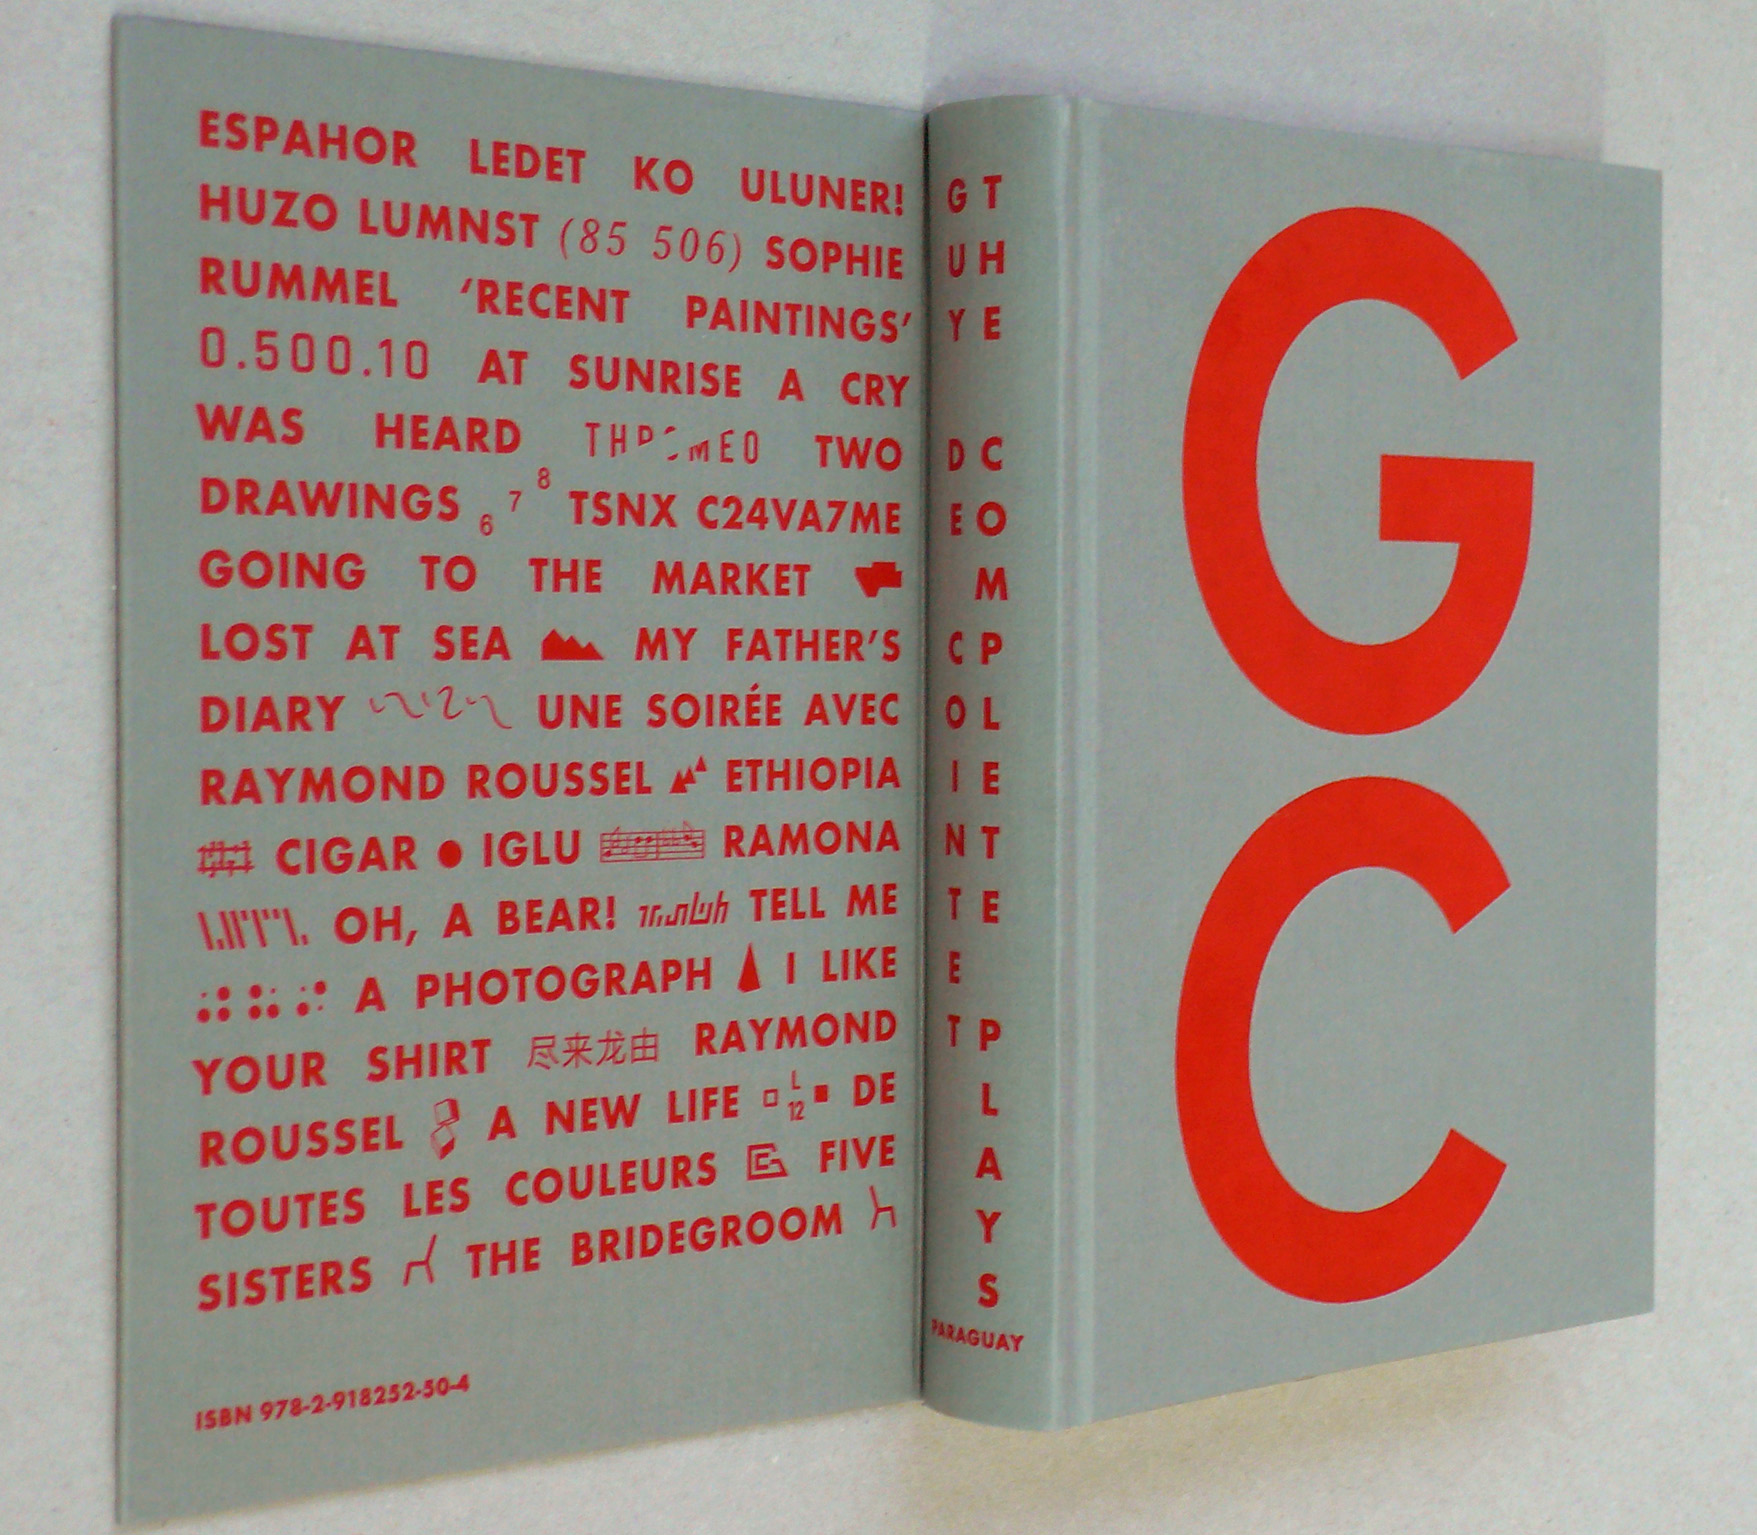 ESPAHOR LEDET KO ULUNER!
HUZO LUMNST (85 506) SOPHIE
RUMMEL ‘RECENT PAINTINGS’
0.500.10 AT SUNRISE A CRY
WAS HEARD TWO
DRAWINGS 6 7 8 TSNX C24VA7ME
GOING TO THE MARKET
LOST AT SEA MY FATHER’S
DIARY UNE SOIRÉE AVEC
RAYMOND ROUSSEL ETHIOPIA
CIGAR IGLU RAMONA
OH, A BEAR! TELL ME
A PHOTOGRAPH I LIKE
YOUR SHIRT 尽来龙由 RAYMOND
ROUSSEL A NEW LIFE L 12 DE
TOUTES LES COULEURS FIVE
SISTERS THE BRIDEGROOM
ISBN 978-2-918252-50-4
GUY DE COINTET
THE COMPLETE PLAYS
PARAGUAY
G
C